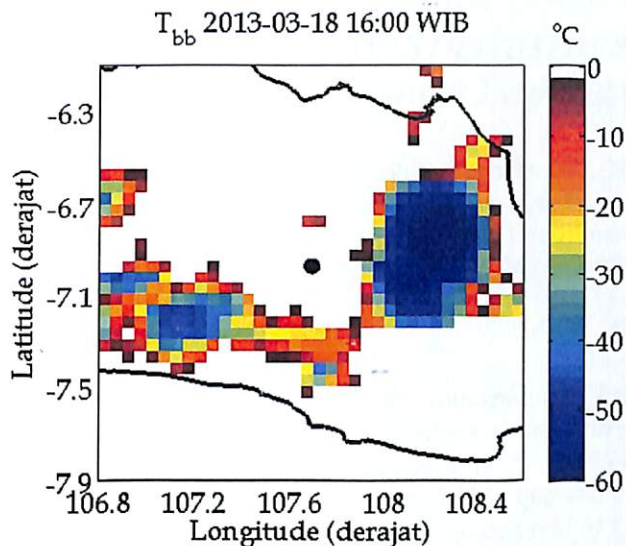 T_bb 2013-03-18 16:00 WIB
°C
0
-10
-20
-30
-40
-50
-60
Latitude (derajat)
-6.3
-6.7
-7.1
-7.5
-7.9
106.8 107.2 107.6 108 108.4
Longitude (derajat)